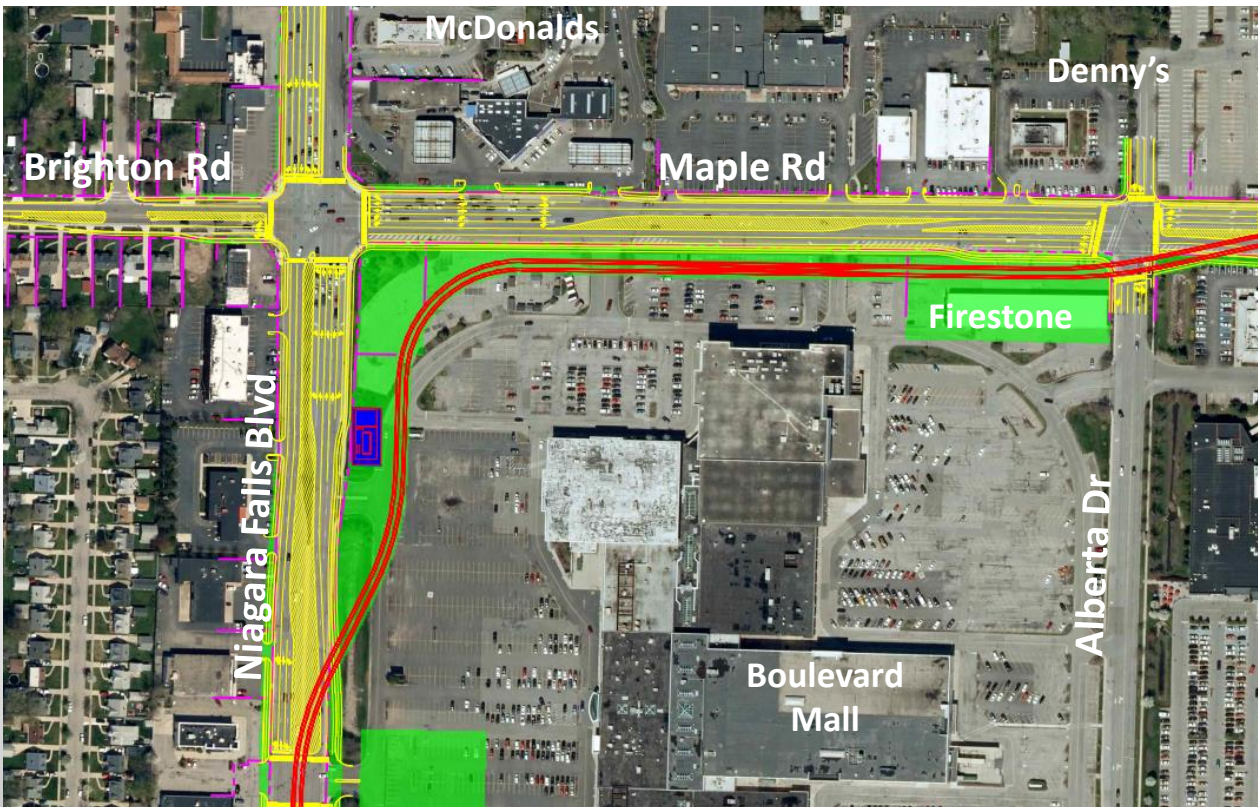 McDonalds
Denny's
Brighton Rd
Maple Rd
Firestone
Niagara Falls Blvd
Alberta Dr
Boulevard
Mall